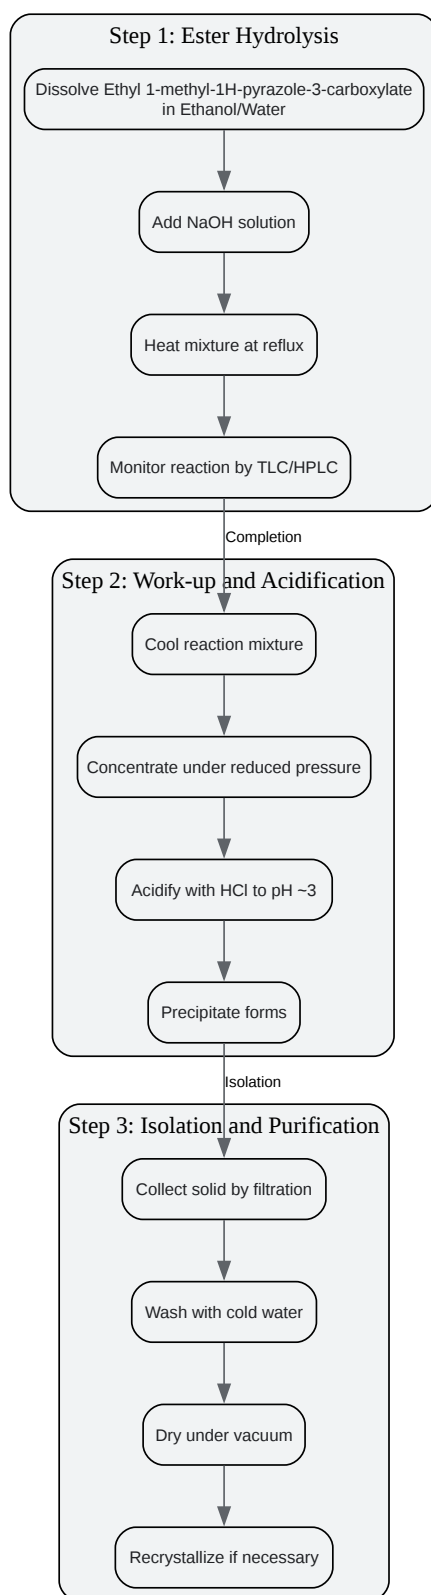 Step 1: Ester Hydrolysis
Dissolve Ethyl 1-methyl-1H-pyrazole-3-carboxylate
in Ethanol/Water
Add NaOH solution
Heat mixture at reflux
Monitor reaction by TLC/HPLC
Completion
Step 2: Work-up and Acidification
Cool reaction mixture
Concentrate under reduced pressure
Acidify with HCl to pH ~3
Precipitate forms
Isolation
Step 3: Isolation and Purification
Collect solid by filtration
Wash with cold water
Dry under vacuum
Recrystallize if necessary